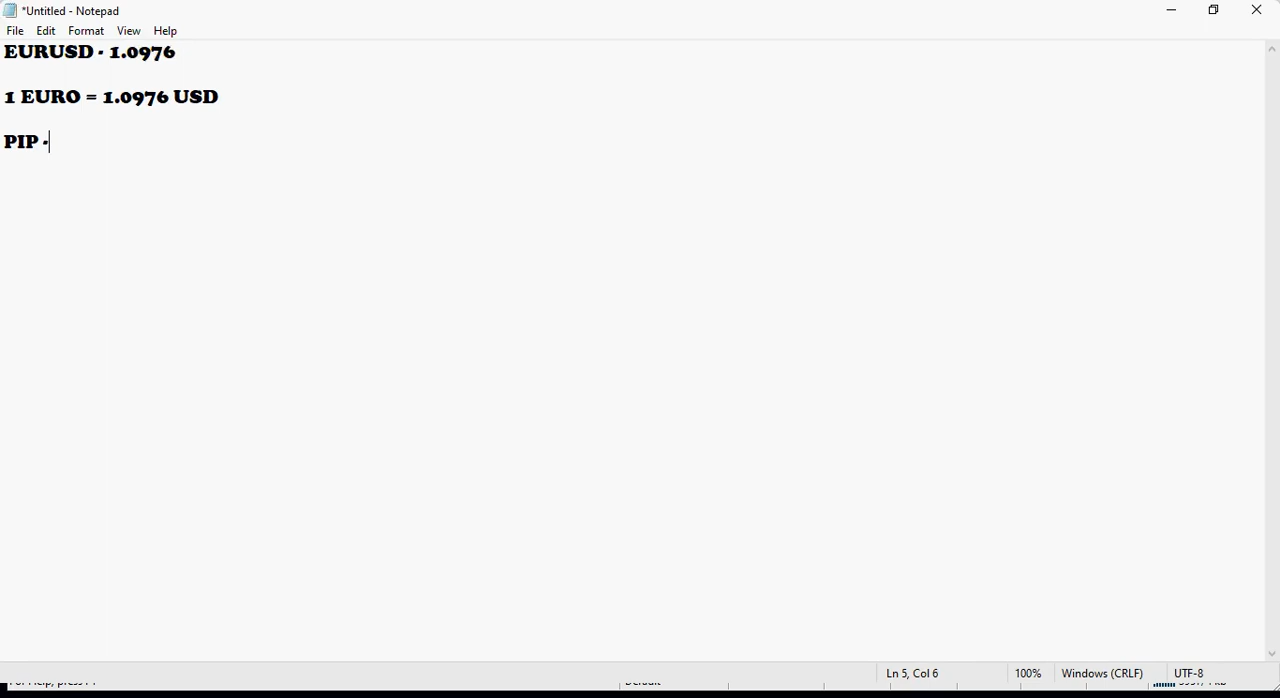 *Untitled - Notepad
File Edit Format View Help
EURUSD - 1.0976
1 EURO = 1.0976 USD
PIP -
Ln 5, Col 6 100% Windows (CRLF) UTF-8